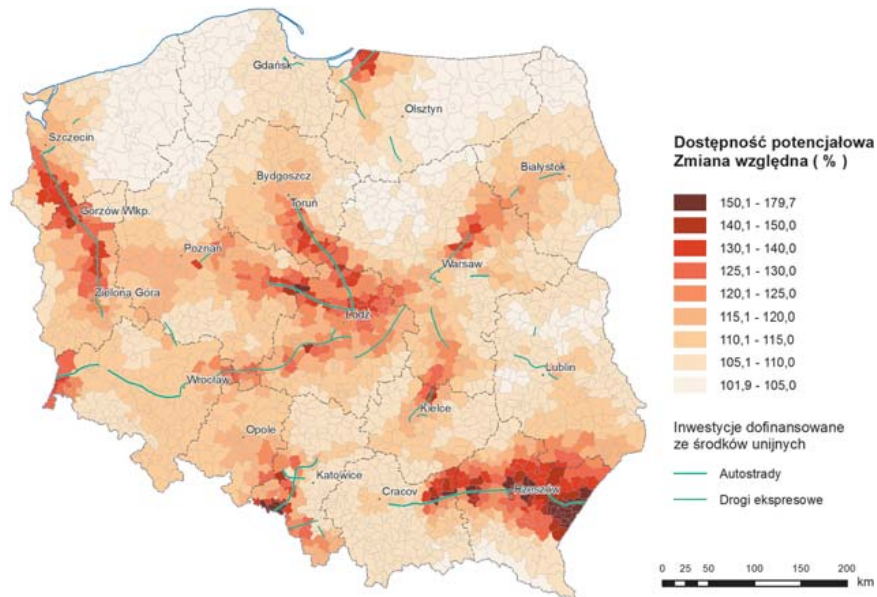 Gdańsk
Olsztyn
Szczecin
Białystok
Bydgoszcz
Toruń
Gorzów Wlkp.
Poznań
Warsaw
Zielona Góra
Łódź
Wrocław
Lublin
Kielce
Opole
Katowice
Cracov
Rzeszów
Dostępność potencjałowa
Zmiana względna ( % )
150,1 - 179,7
140,1 - 150,0
130,1 - 140,0
125,1 - 130,0
120,1 - 125,0
115,1 - 120,0
110,1 - 115,0
105,1 - 110,0
101,9 - 105,0
Inwestycje dofinansowane
ze środków unijnych
Autostrady
Drogi ekspresowe
0 25 50 100 150 200
km